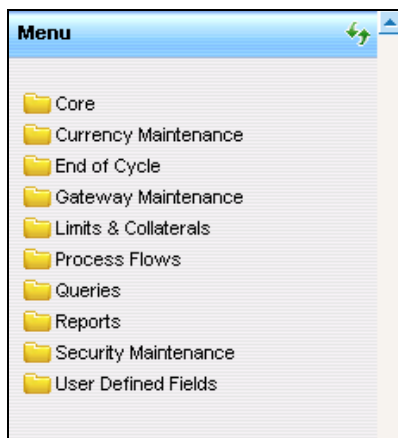 Menu
Core
Currency Maintenance
End of Cycle
Gateway Maintenance
Limits & Collaterals
Process Flows
Queries
Reports
Security Maintenance
User Defined Fields